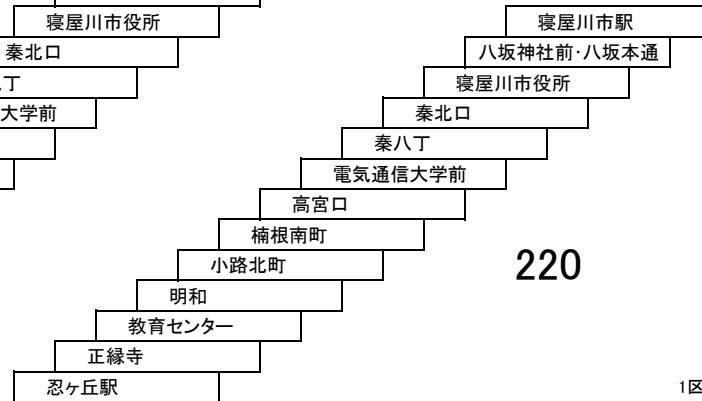 寝屋川市役所 寝屋川市駅
秦北口 八坂神社前・八坂本通
丁 寝屋川市役所
大学前 秦北口
秦八丁
電気通信大学前
高宮口
楠根南町
小路北町
220
明和
教育センター
正縁寺
忍ヶ丘駅
1区